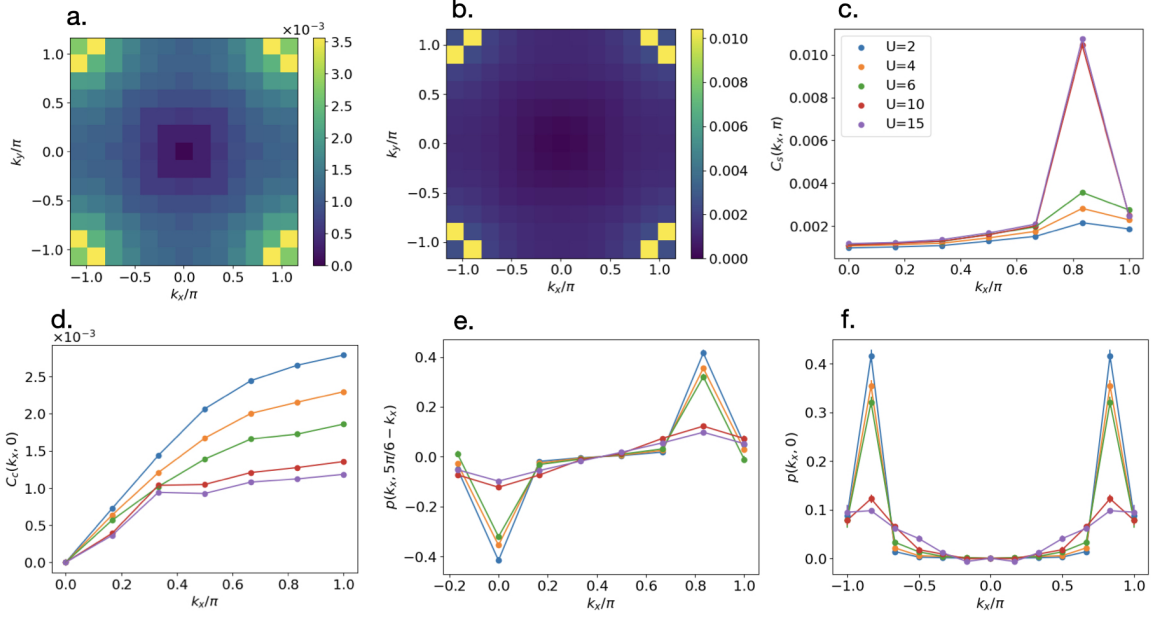 a.
×10⁻³
1.0
0.5
0.0
−0.5
−1.0
k_y/π
−1.0 −0.5 0.0 0.5 1.0
k_x/π
3.5
3.0
2.5
2.0
1.5
1.0
0.5
0.0
b.
1.0
0.5
0.0
−0.5
−1.0
k_y/π
−1.0 −0.5 0.0 0.5 1.0
k_x/π
0.010
0.008
0.006
0.004
0.002
0.000
c.
0.010
0.008
0.006
0.004
0.002
C_s(k_x, π)
U=2
U=4
U=6
U=10
U=15
0.0 0.2 0.4 0.6 0.8 1.0
k_x/π
d.
×10⁻³
2.5
2.0
1.5
1.0
0.5
0.0
C_c(k_x, 0)
0.0 0.2 0.4 0.6 0.8 1.0
k_x/π
e.
0.4
0.2
0.0
−0.2
−0.4
p(k_x, 5π/6 − k_x)
−0.2 0.0 0.2 0.4 0.6 0.8 1.0
k_x/π
f.
0.4
0.3
0.2
0.1
0.0
p(k_x, 0)
−1.0 −0.5 0.0 0.5 1.0
k_x/π